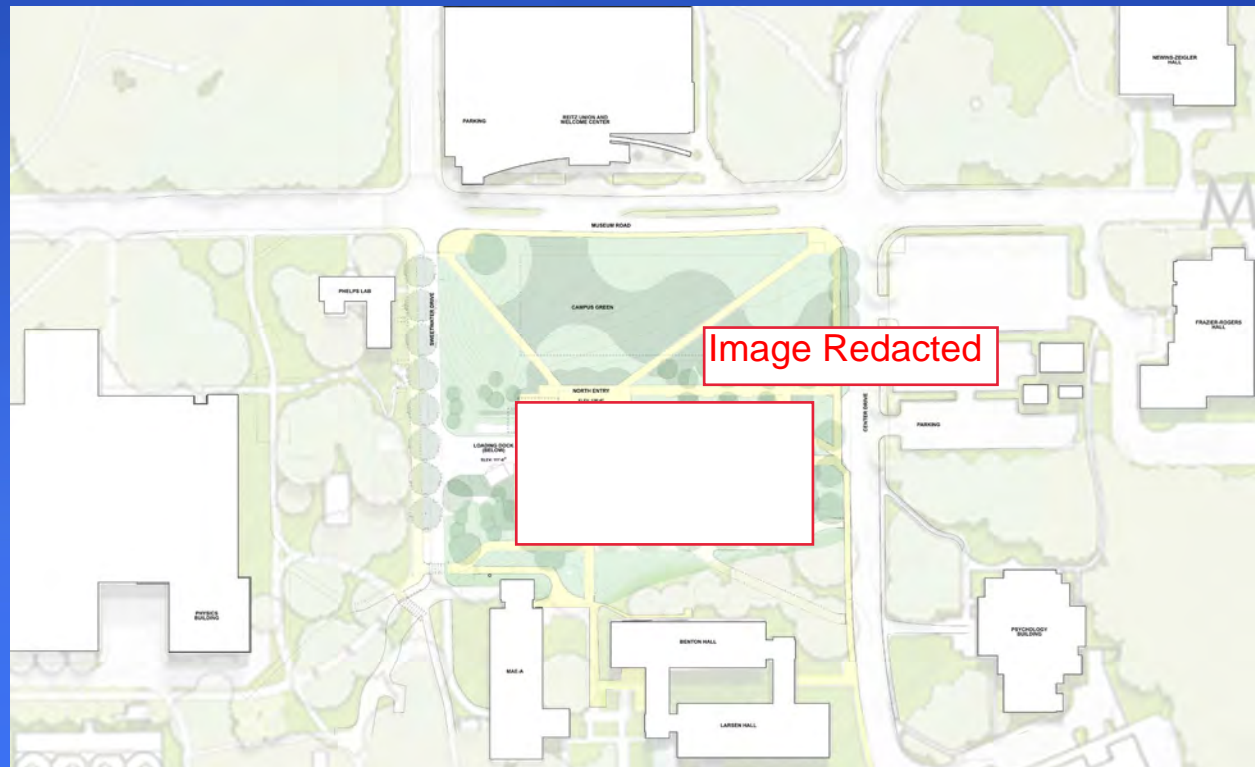 NEWINS-ZEIGLER
HALL
PARKING
REITZ UNION AND
WELCOME CENTER
M
MUSEUM ROAD
PHELPS LAB
SWEETWATER DRIVE
CAMPUS GREEN
FRAZIER-ROGERS
HALL
Image Redacted
NORTH ENTRY
CENTER DRIVE
PARKING
LOADING DOCK
(BELOW)
PHYSICS
BUILDING
PSYCHOLOGY
BUILDING
BENTON HALL
MAE-A
LARSEN HALL